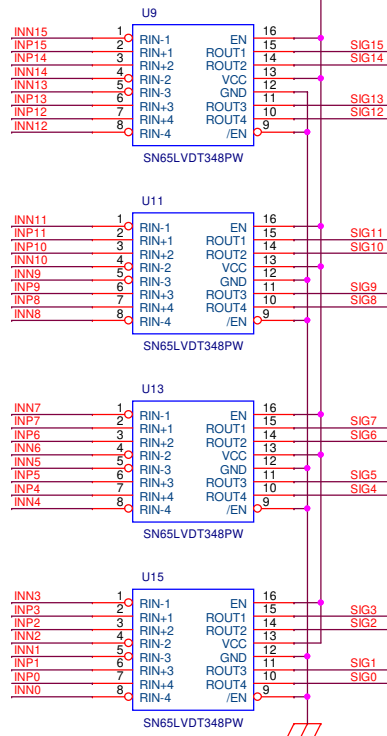 U9
INN15 1 RIN-1 EN 16
INP15 2 RIN+1 ROUT1 15 SIG15
INP14 3 RIN+2 ROUT2 14 SIG14
INN14 4 RIN-2 VCC 13
INN13 5 RIN-3 GND 12
INP13 6 RIN+3 ROUT3 11 SIG13
INP12 7 RIN+4 ROUT4 10 SIG12
INN12 8 RIN-4 /EN 9
SN65LVDT348PW
U11
INN11 1 RIN-1 EN 16
INP11 2 RIN+1 ROUT1 15 SIG11
INP10 3 RIN+2 ROUT2 14 SIG10
INN10 4 RIN-2 VCC 13
INN9 5 RIN-3 GND 12
INP9 6 RIN+3 ROUT3 11 SIG9
INP8 7 RIN+4 ROUT4 10 SIG8
INN8 8 RIN-4 /EN 9
SN65LVDT348PW
U13
INN7 1 RIN-1 EN 16
INP7 2 RIN+1 ROUT1 15 SIG7
INP6 3 RIN+2 ROUT2 14 SIG6
INN6 4 RIN-2 VCC 13
INN5 5 RIN-3 GND 12
INP5 6 RIN+3 ROUT3 11 SIG5
INP4 7 RIN+4 ROUT4 10 SIG4
INN4 8 RIN-4 /EN 9
SN65LVDT348PW
U15
INN3 1 RIN-1 EN 16
INP3 2 RIN+1 ROUT1 15 SIG3
INP2 3 RIN+2 ROUT2 14 SIG2
INN2 4 RIN-2 VCC 13
INN1 5 RIN-3 GND 12
INP1 6 RIN+3 ROUT3 11 SIG1
INP0 7 RIN+4 ROUT4 10 SIG0
INN0 8 RIN-4 /EN 9
SN65LVDT348PW